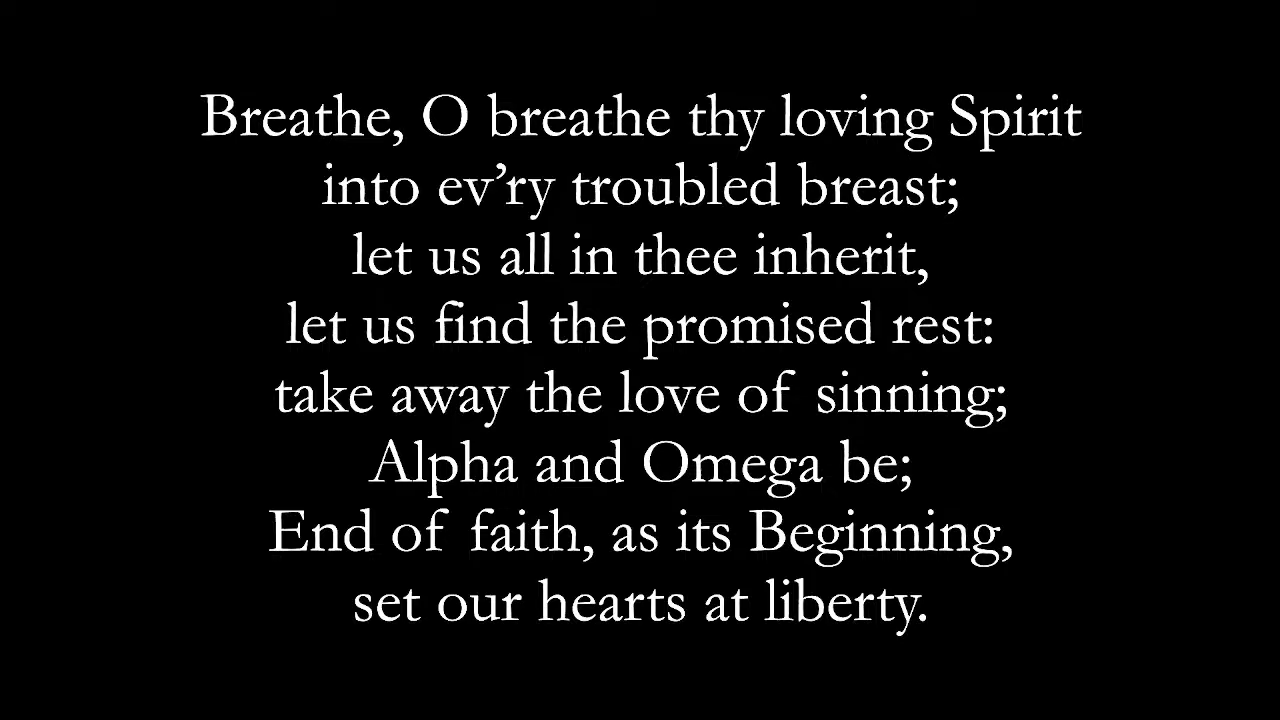 Breathe, O breathe thy loving Spirit
into ev’ry troubled breast;
let us all in thee inherit,
let us find the promised rest:
take away the love of sinning;
Alpha and Omega be;
End of faith, as its Beginning,
set our hearts at liberty.